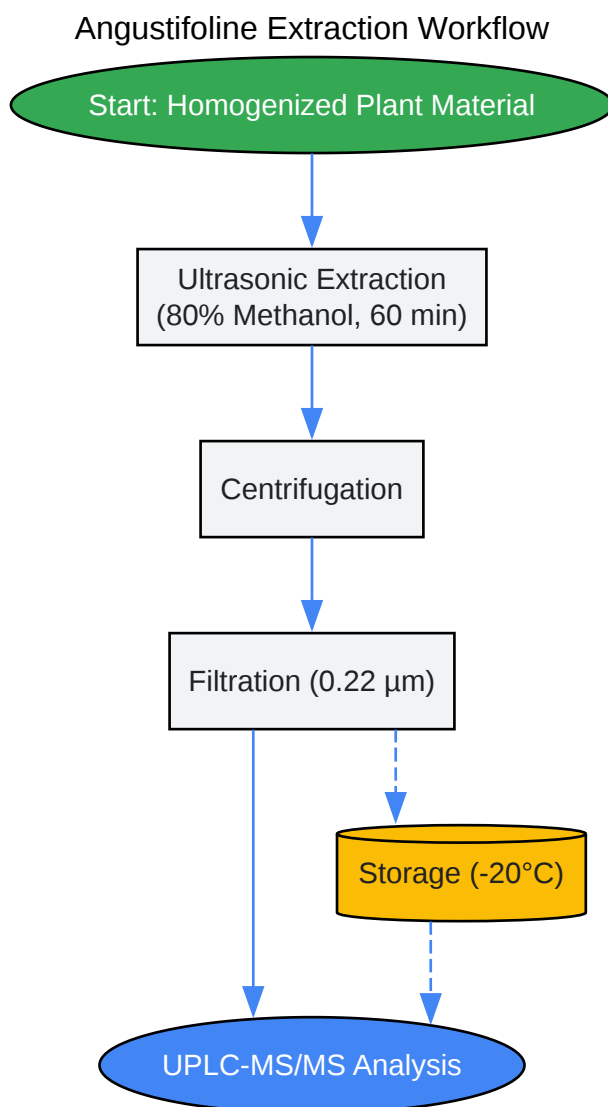 Angustifoline Extraction Workflow
Start: Homogenized Plant Material
Ultrasonic Extraction
(80% Methanol, 60 min)
Centrifugation
Filtration (0.22 µm)
Storage (-20°C)
UPLC-MS/MS Analysis